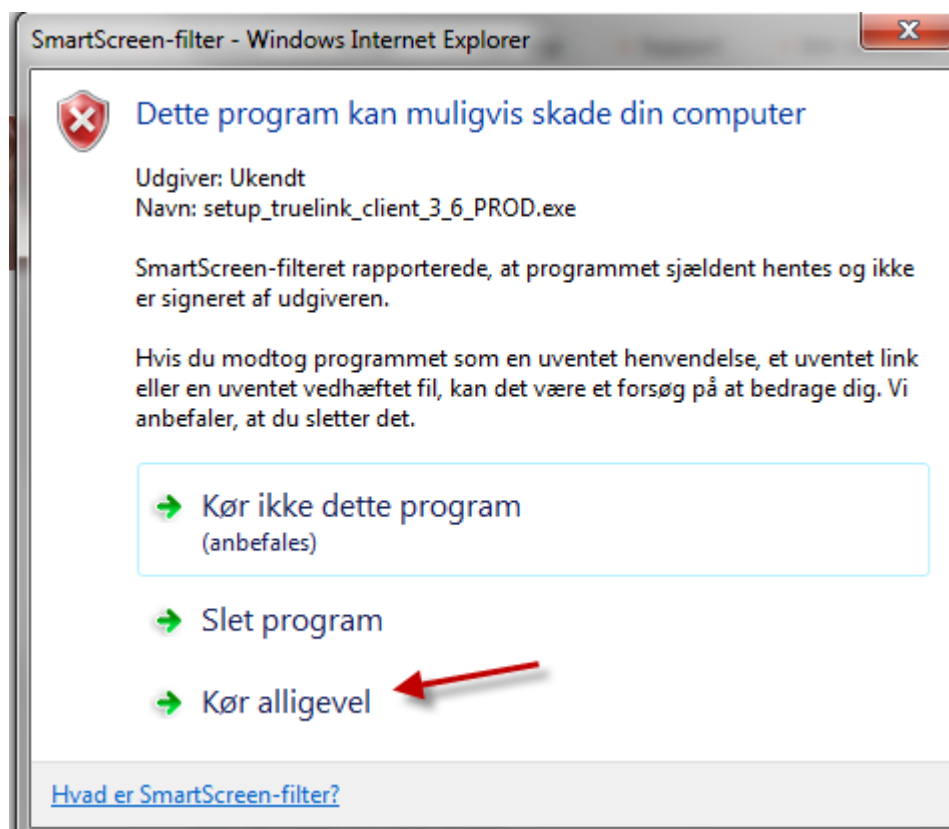 SmartScreen-filter - Windows Internet Explorer
Dette program kan muligvis skade din computer
Udgiver: Ukendt
Navn: setup_truelink_client_3_6_PROD.exe
SmartScreen-filteret rapporterede, at programmet sjældent hentes og ikke
er signeret af udgiveren.
Hvis du modtog programmet som en uventet henvendelse, et uventet link
eller en uventet vedhæftet fil, kan det være et forsøg på at bedrage dig. Vi
anbefaler, at du sletter det.
Kør ikke dette program
(anbefales)
Slet program
Kør alligevel
Hvad er SmartScreen-filter?